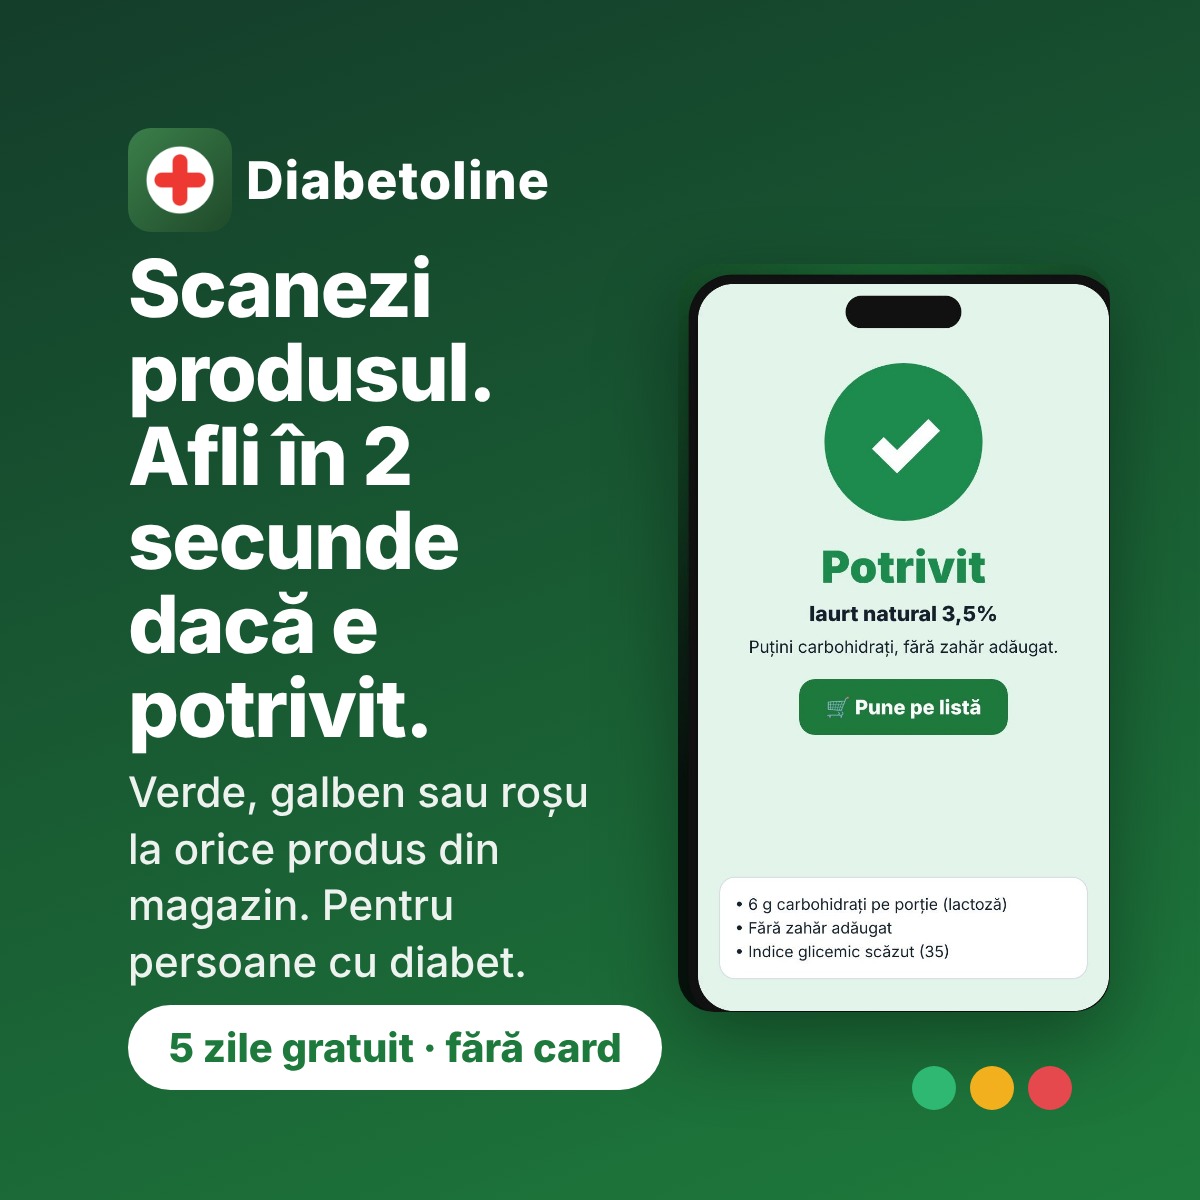 Diabetoline
Scanezi
produsul.
Afli în 2
secunde
dacă e
potrivit.
Verde, galben sau roșu
la orice produs din
magazin. Pentru
persoane cu diabet.
5 zile gratuit · fără card
Potrivit
Iaurt natural 3,5%
Puțini carbohidrați, fără zahăr adăugat.
🛒 Pune pe listă
• 6 g carbohidrați pe porție (lactoză)
• Fără zahăr adăugat
• Indice glicemic scăzut (35)